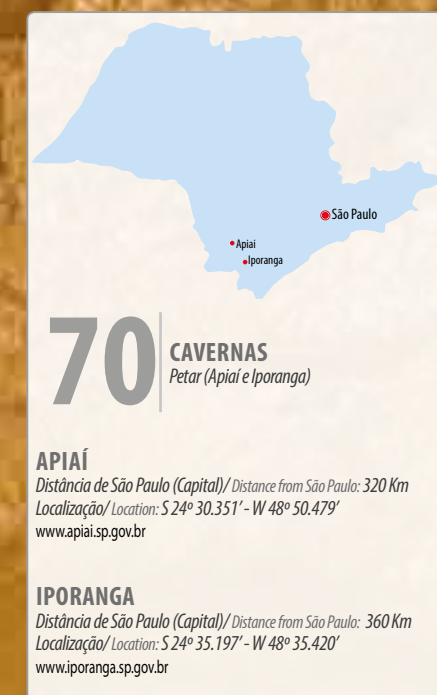 São Paulo
Apiai
Iporanga
70
CAVERNAS
Petar (Apiaí e Iporanga)
APIAÍ
Distância de São Paulo (Capital)/ Distance from São Paulo: 320 Km
Localização/ Location: S 24º 30.351’ - W 48º 50.479’
www.apiai.sp.gov.br
IPORANGA
Distância de São Paulo (Capital)/ Distance from São Paulo: 360 Km
Localização/ Location: S 24º 35.197’ - W 48º 35.420’
www.iporanga.sp.gov.br